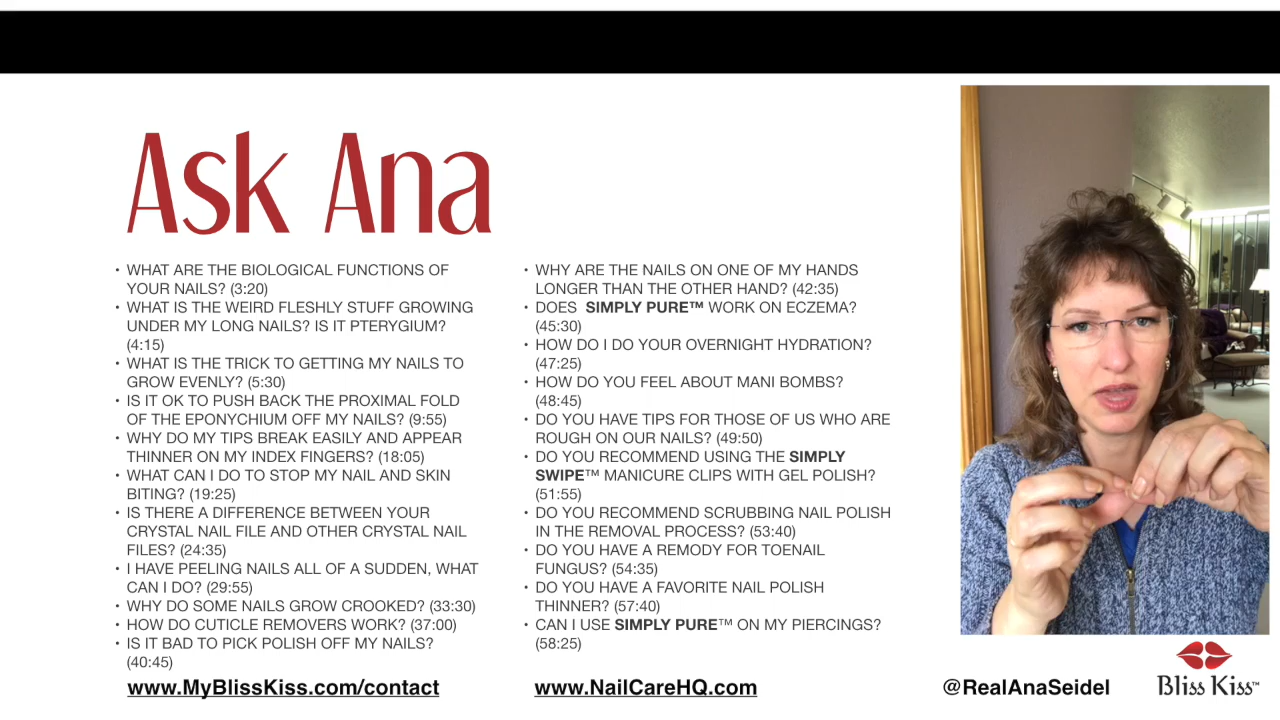 Ask Ana
• WHAT ARE THE BIOLOGICAL FUNCTIONS OF
YOUR NAILS? (3:20)
• WHAT IS THE WEIRD FLESHLY STUFF GROWING
UNDER MY LONG NAILS? IS IT PTERYGIUM?
(4:15)
• WHAT IS THE TRICK TO GETTING MY NAILS TO
GROW EVENLY? (5:30)
• IS IT OK TO PUSH BACK THE PROXIMAL FOLD
OF THE EPONYCHIUM OFF MY NAILS? (9:55)
• WHY DO MY TIPS BREAK EASILY AND APPEAR
THINNER ON MY INDEX FINGERS? (18:05)
• WHAT CAN I DO TO STOP MY NAIL AND SKIN
BITING? (19:25)
• IS THERE A DIFFERENCE BETWEEN YOUR
CRYSTAL NAIL FILE AND OTHER CRYSTAL NAIL
FILES? (24:35)
• I HAVE PEELING NAILS ALL OF A SUDDEN, WHAT
CAN I DO? (29:55)
• WHY DO SOME NAILS GROW CROOKED? (33:30)
• HOW DO CUTICLE REMOVERS WORK? (37:00)
• IS IT BAD TO PICK POLISH OFF MY NAILS?
(40:45)
• WHY ARE THE NAILS ON ONE OF MY HANDS
LONGER THAN THE OTHER HAND? (42:35)
• DOES SIMPLY PURE™ WORK ON ECZEMA?
(45:30)
• HOW DO I DO YOUR OVERNIGHT HYDRATION?
(47:25)
• HOW DO YOU FEEL ABOUT MANI BOMBS?
(48:45)
• DO YOU HAVE TIPS FOR THOSE OF US WHO ARE
ROUGH ON OUR NAILS? (49:50)
• DO YOU RECOMMEND USING THE SIMPLY
SWIPE™ MANICURE CLIPS WITH GEL POLISH?
(51:55)
• DO YOU RECOMMEND SCRUBBING NAIL POLISH
IN THE REMOVAL PROCESS? (53:40)
• DO YOU HAVE A REMODY FOR TOENAIL
FUNGUS? (54:35)
• DO YOU HAVE A FAVORITE NAIL POLISH
THINNER? (57:40)
• CAN I USE SIMPLY PURE™ ON MY PIERCINGS?
(58:25)
www.MyBlissKiss.com/contact
www.NailCareHQ.com
@RealAnaSeidel
Bliss Kiss™